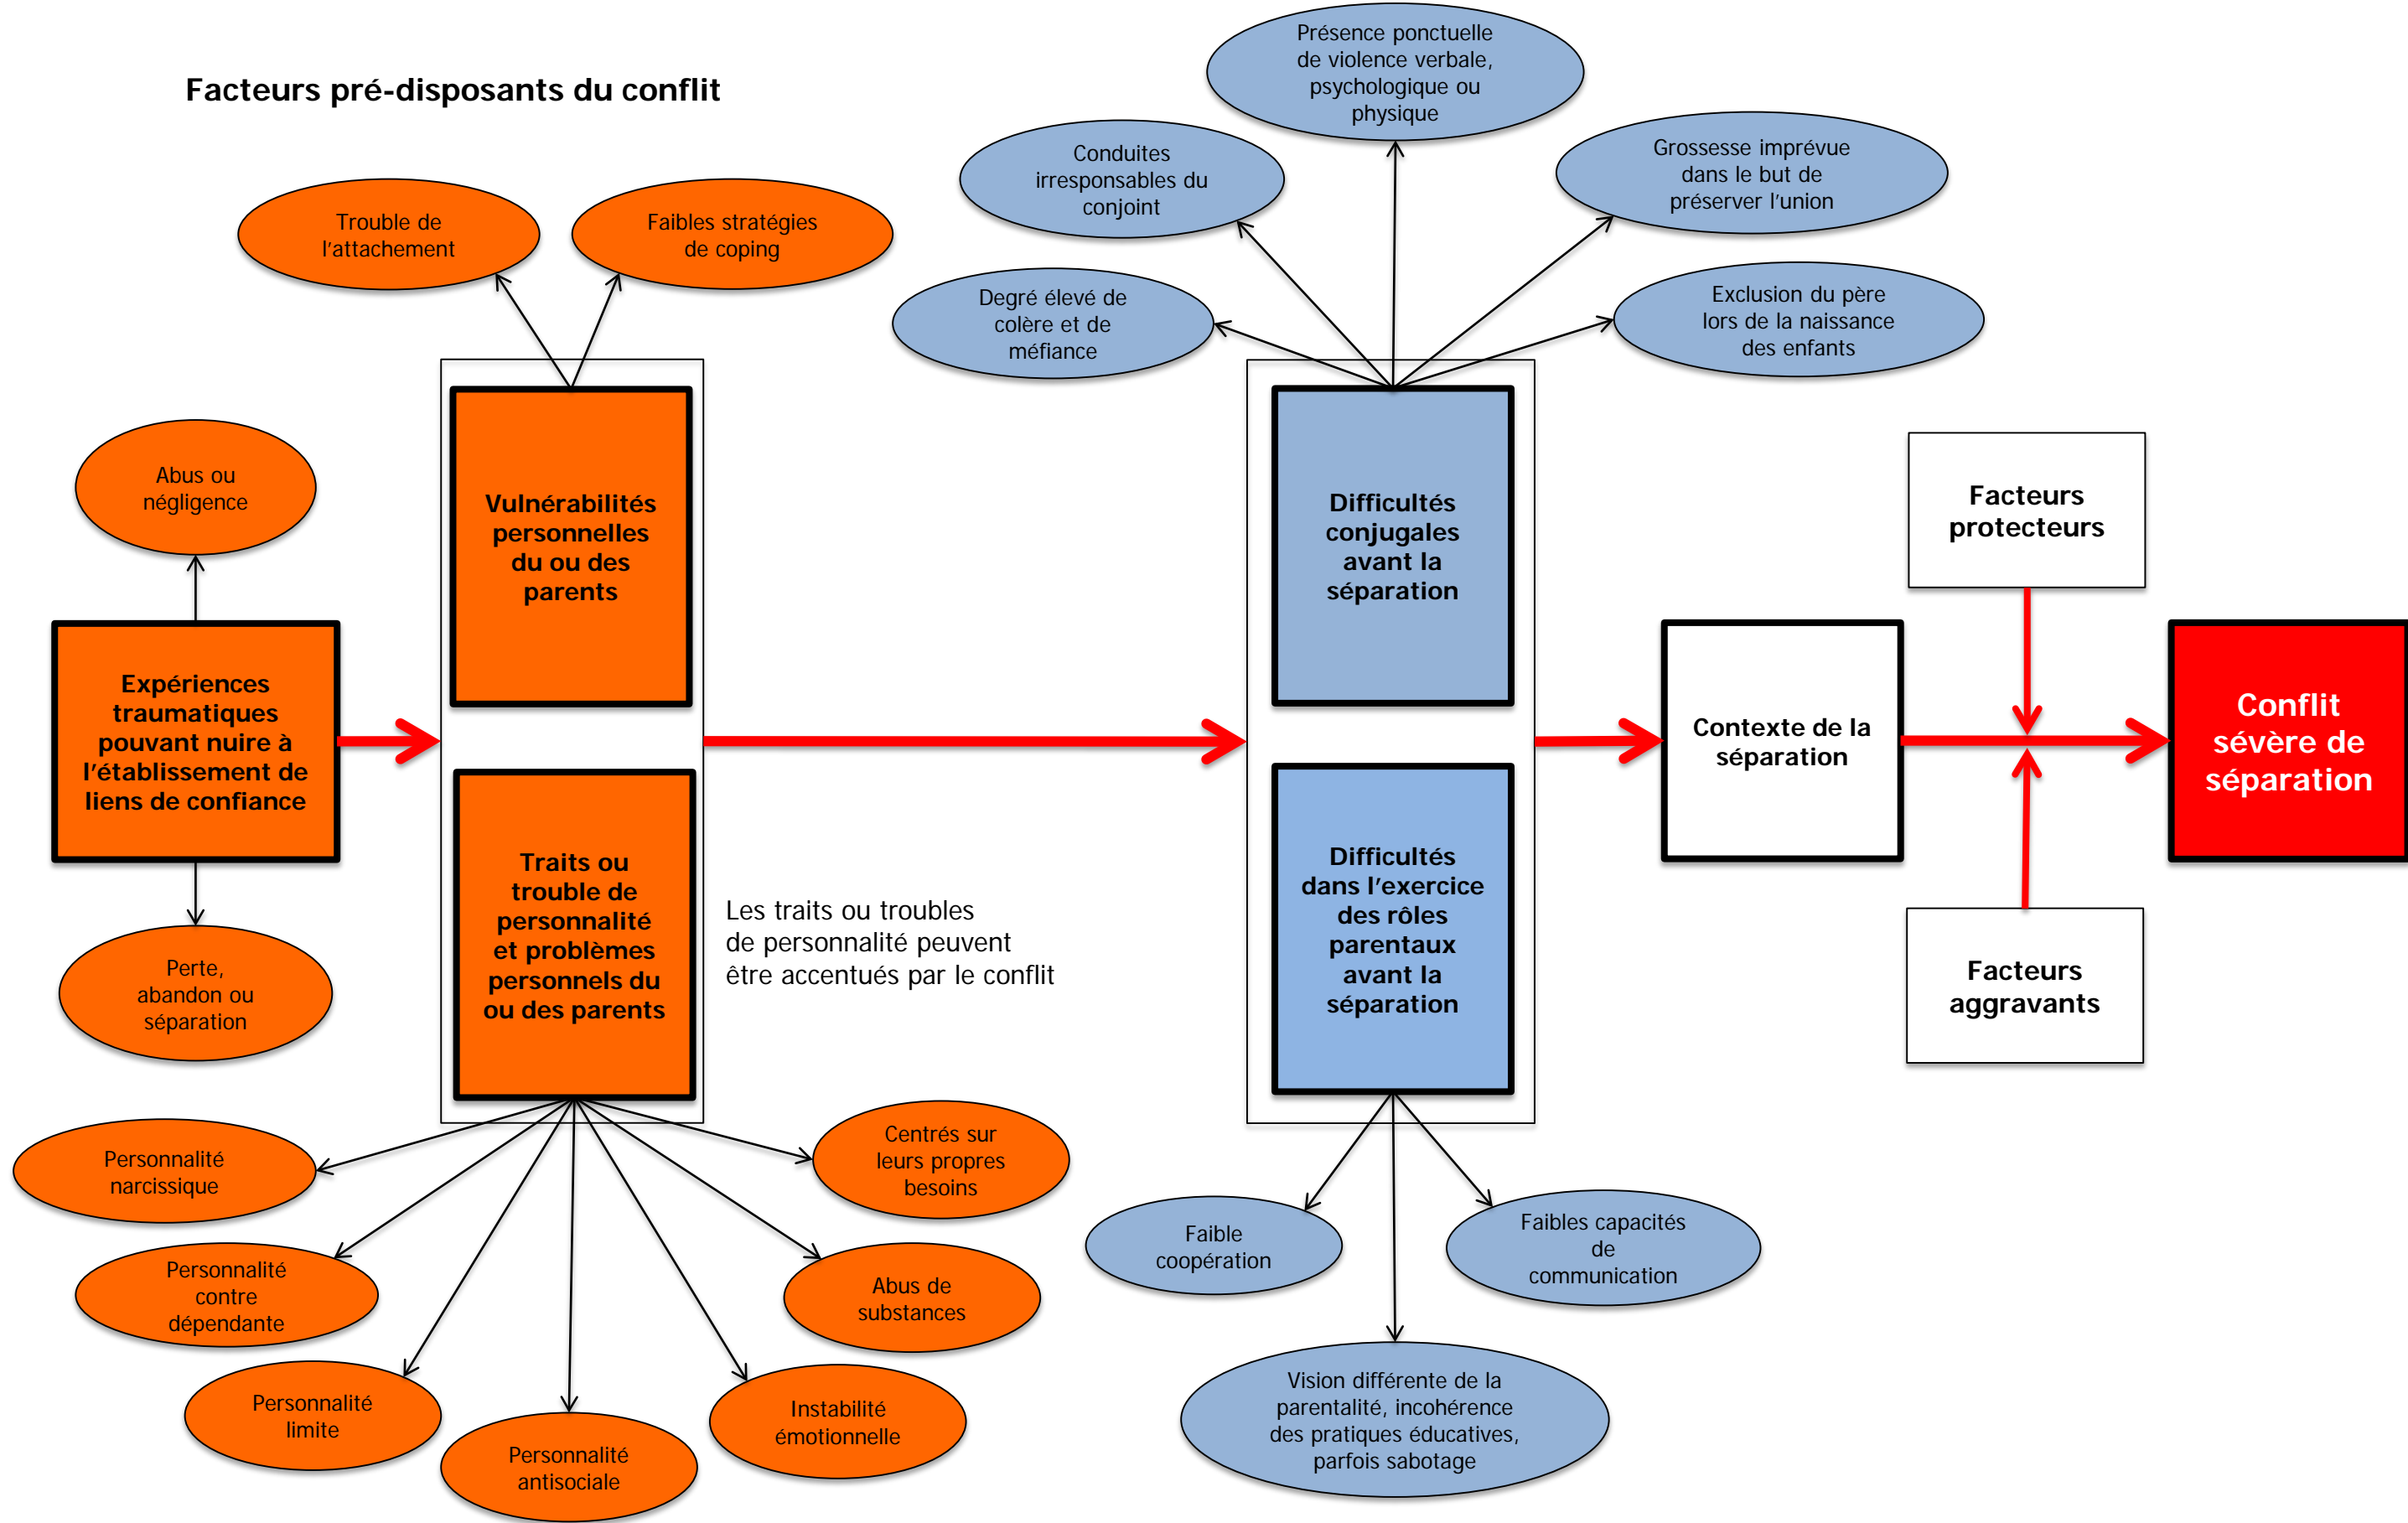 Facteurs pré-disposants du conflit
Présence ponctuelle
de violence verbale,
psychologique ou
physique
Conduites
irresponsables du
conjoint
Grossesse imprévue
dans le but de
préserver l'union
Trouble de
l'attachement
Faibles stratégies
de coping
Degré élevé de
colère et de
méfiance
Exclusion du père
lors de la naissance
des enfants
Abus ou
négligence
Vulnérabilités
personnelles
du ou des
parents
Difficultés
conjugales
avant la
séparation
Facteurs
protecteurs
Expériences
traumatiques
pouvant nuire à
l'établissement de
liens de confiance
Contexte de la
séparation
Conflit
sévère de
séparation
Traits ou
trouble de
personnalité
et problèmes
personnels du
ou des parents
Les traits ou troubles
de personnalité peuvent
être accentués par le conflit
Difficultés
dans l'exercice
des rôles
parentaux
avant la
séparation
Facteurs
aggravants
Perte,
abandon ou
séparation
Personnalité
narcissique
Centrés sur
leurs propres
besoins
Faible
coopération
Faibles capacités
de
communication
Personnalité
contre
dépendante
Abus de
substances
Personnalité
limite
Instabilité
émotionnelle
Personnalité
antisociale
Vision différente de la
parentalité, incohérence
des pratiques éducatives,
parfois sabotage